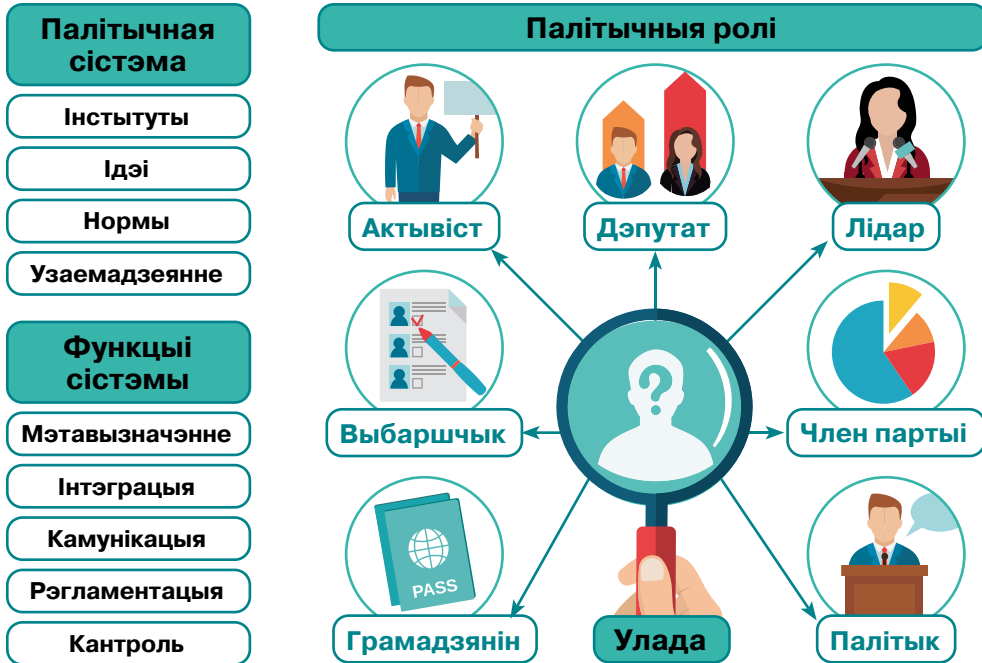 Палітычная
сістэма
Інстытуты
Ідэі
Нормы
Узаемадзеянне
Функцыі
сістэмы
Мэтавызначэнне
Інтэграцыя
Камунікацыя
Рэгламентацыя
Кантроль
Палітычныя ролі
Актывіст
Дэпутат
Лідар
Выбаршчык
Член партыі
PASS
Грамадзянін
Улада
Палітык
?